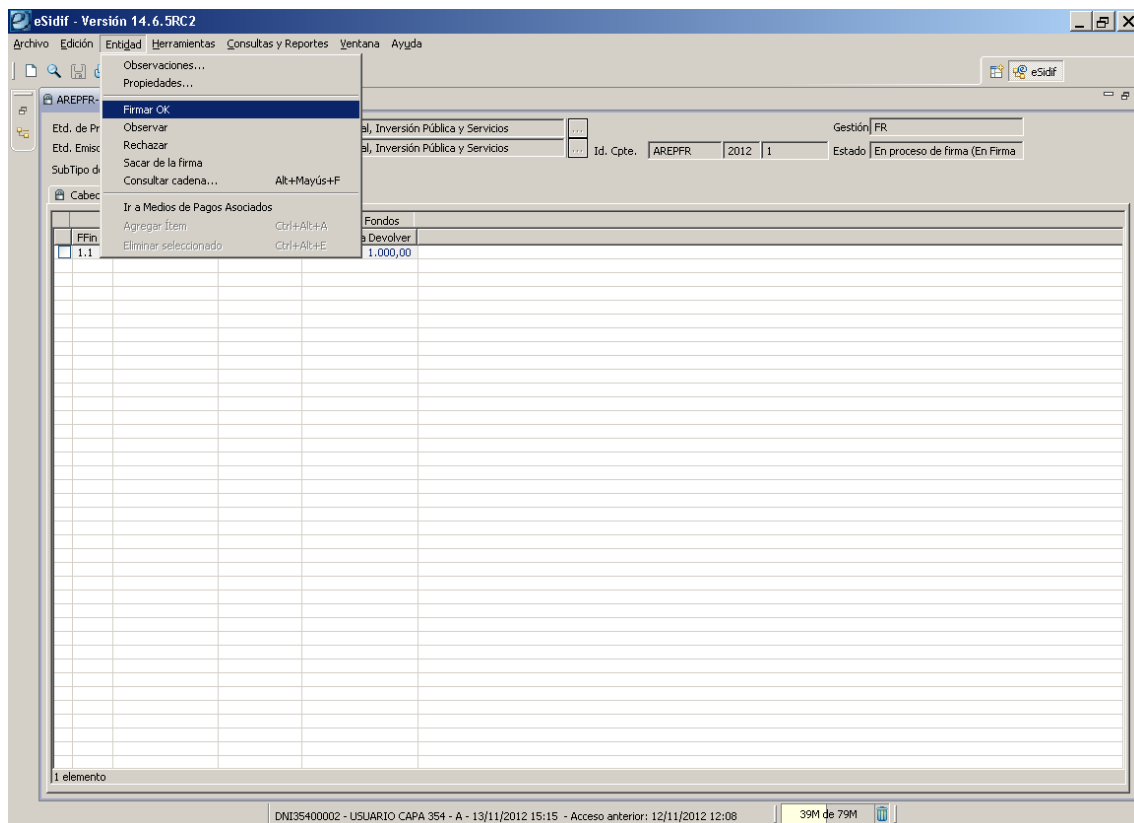 eSidif - Versión 14.6.5RC2
Archivo Edición Entidad Herramientas Consultas y Reportes Ventana Ayuda
Observaciones...
Propiedades...
Firmar OK
Observar
Rechazar
Sacar de la firma
Consultar cadena... Alt+Mayús+F
Ir a Medios de Pagos Asociados
Agregar Ítem Ctrl+Alt+A
Eliminar seleccionado Ctrl+Alt+E
eSidif
AREPFR-
Etd. de Pr al, Inversión Pública y Servicios ... Gestión FR
Etd. Emiso al, Inversión Pública y Servicios ... Id. Cpte. AREPFR 2012 1 Estado En proceso de firma (En Firma
SubTipo d
Cabec
Fondos
FFin a Devolver
1.1 1.000,00
1 elemento
DNI35400002 - USUARIO CAPA 354 - A - 13/11/2012 15:15 - Acceso anterior: 12/11/2012 12:08 39M de 79M